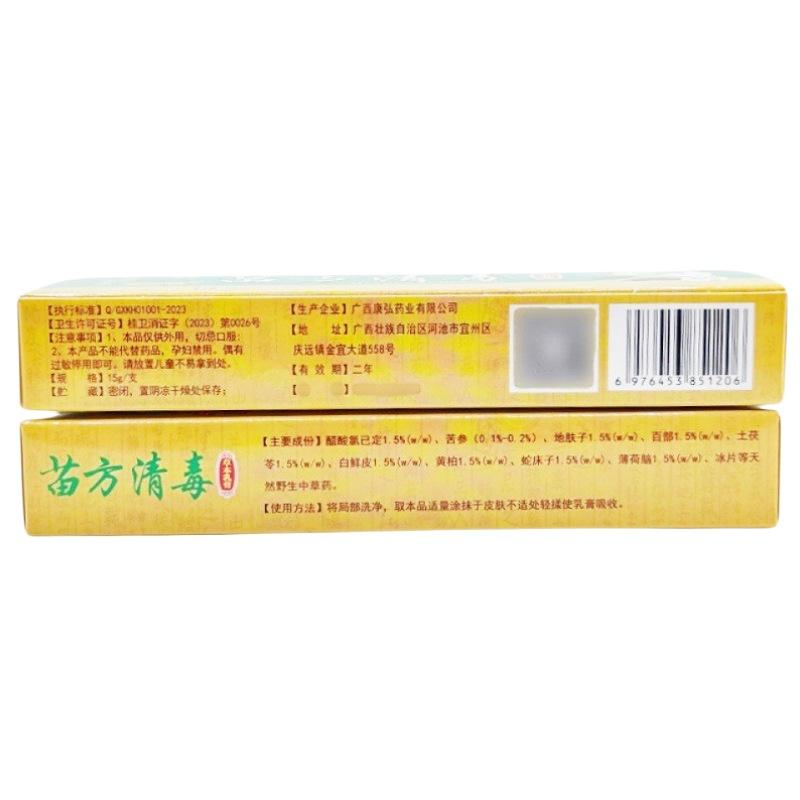 【执行标准】Q/GXKH01001-2023
【卫生许可证号】桂卫消证字（2023）第0026号
【注意事项】1、本品仅供外用，切忌口服；
2、本产品不能代替药品，孕妇禁用。偶有
过敏停用即可。请放置儿童不易拿到处。
【规 格】15g/支
【贮 藏】密闭，置阴凉干燥处保存；
【生产企业】广西康弘药业有限公司
【地 址】广西壮族自治区河池市宜州区
庆远镇金宜大道558号
【有 效 期】二年
6 976453 851206
苗方清毒
草本乳膏
【主要成份】醋酸氯已定1.5%(w/w)、苦参（0.1%-0.2%）、地肤子1.5%(w/w)、百部1.5%(w/w)、土茯
苓1.5%(w/w)、白鲜皮1.5%(w/w)、黄柏1.5%(w/w)、蛇床子1.5%(w/w)、薄荷脑1.5%(w/w)、冰片等天
然野生中草药。
【使用方法】将局部洗净，取本品适量涂抹于皮肤不适处轻揉使乳膏吸收。